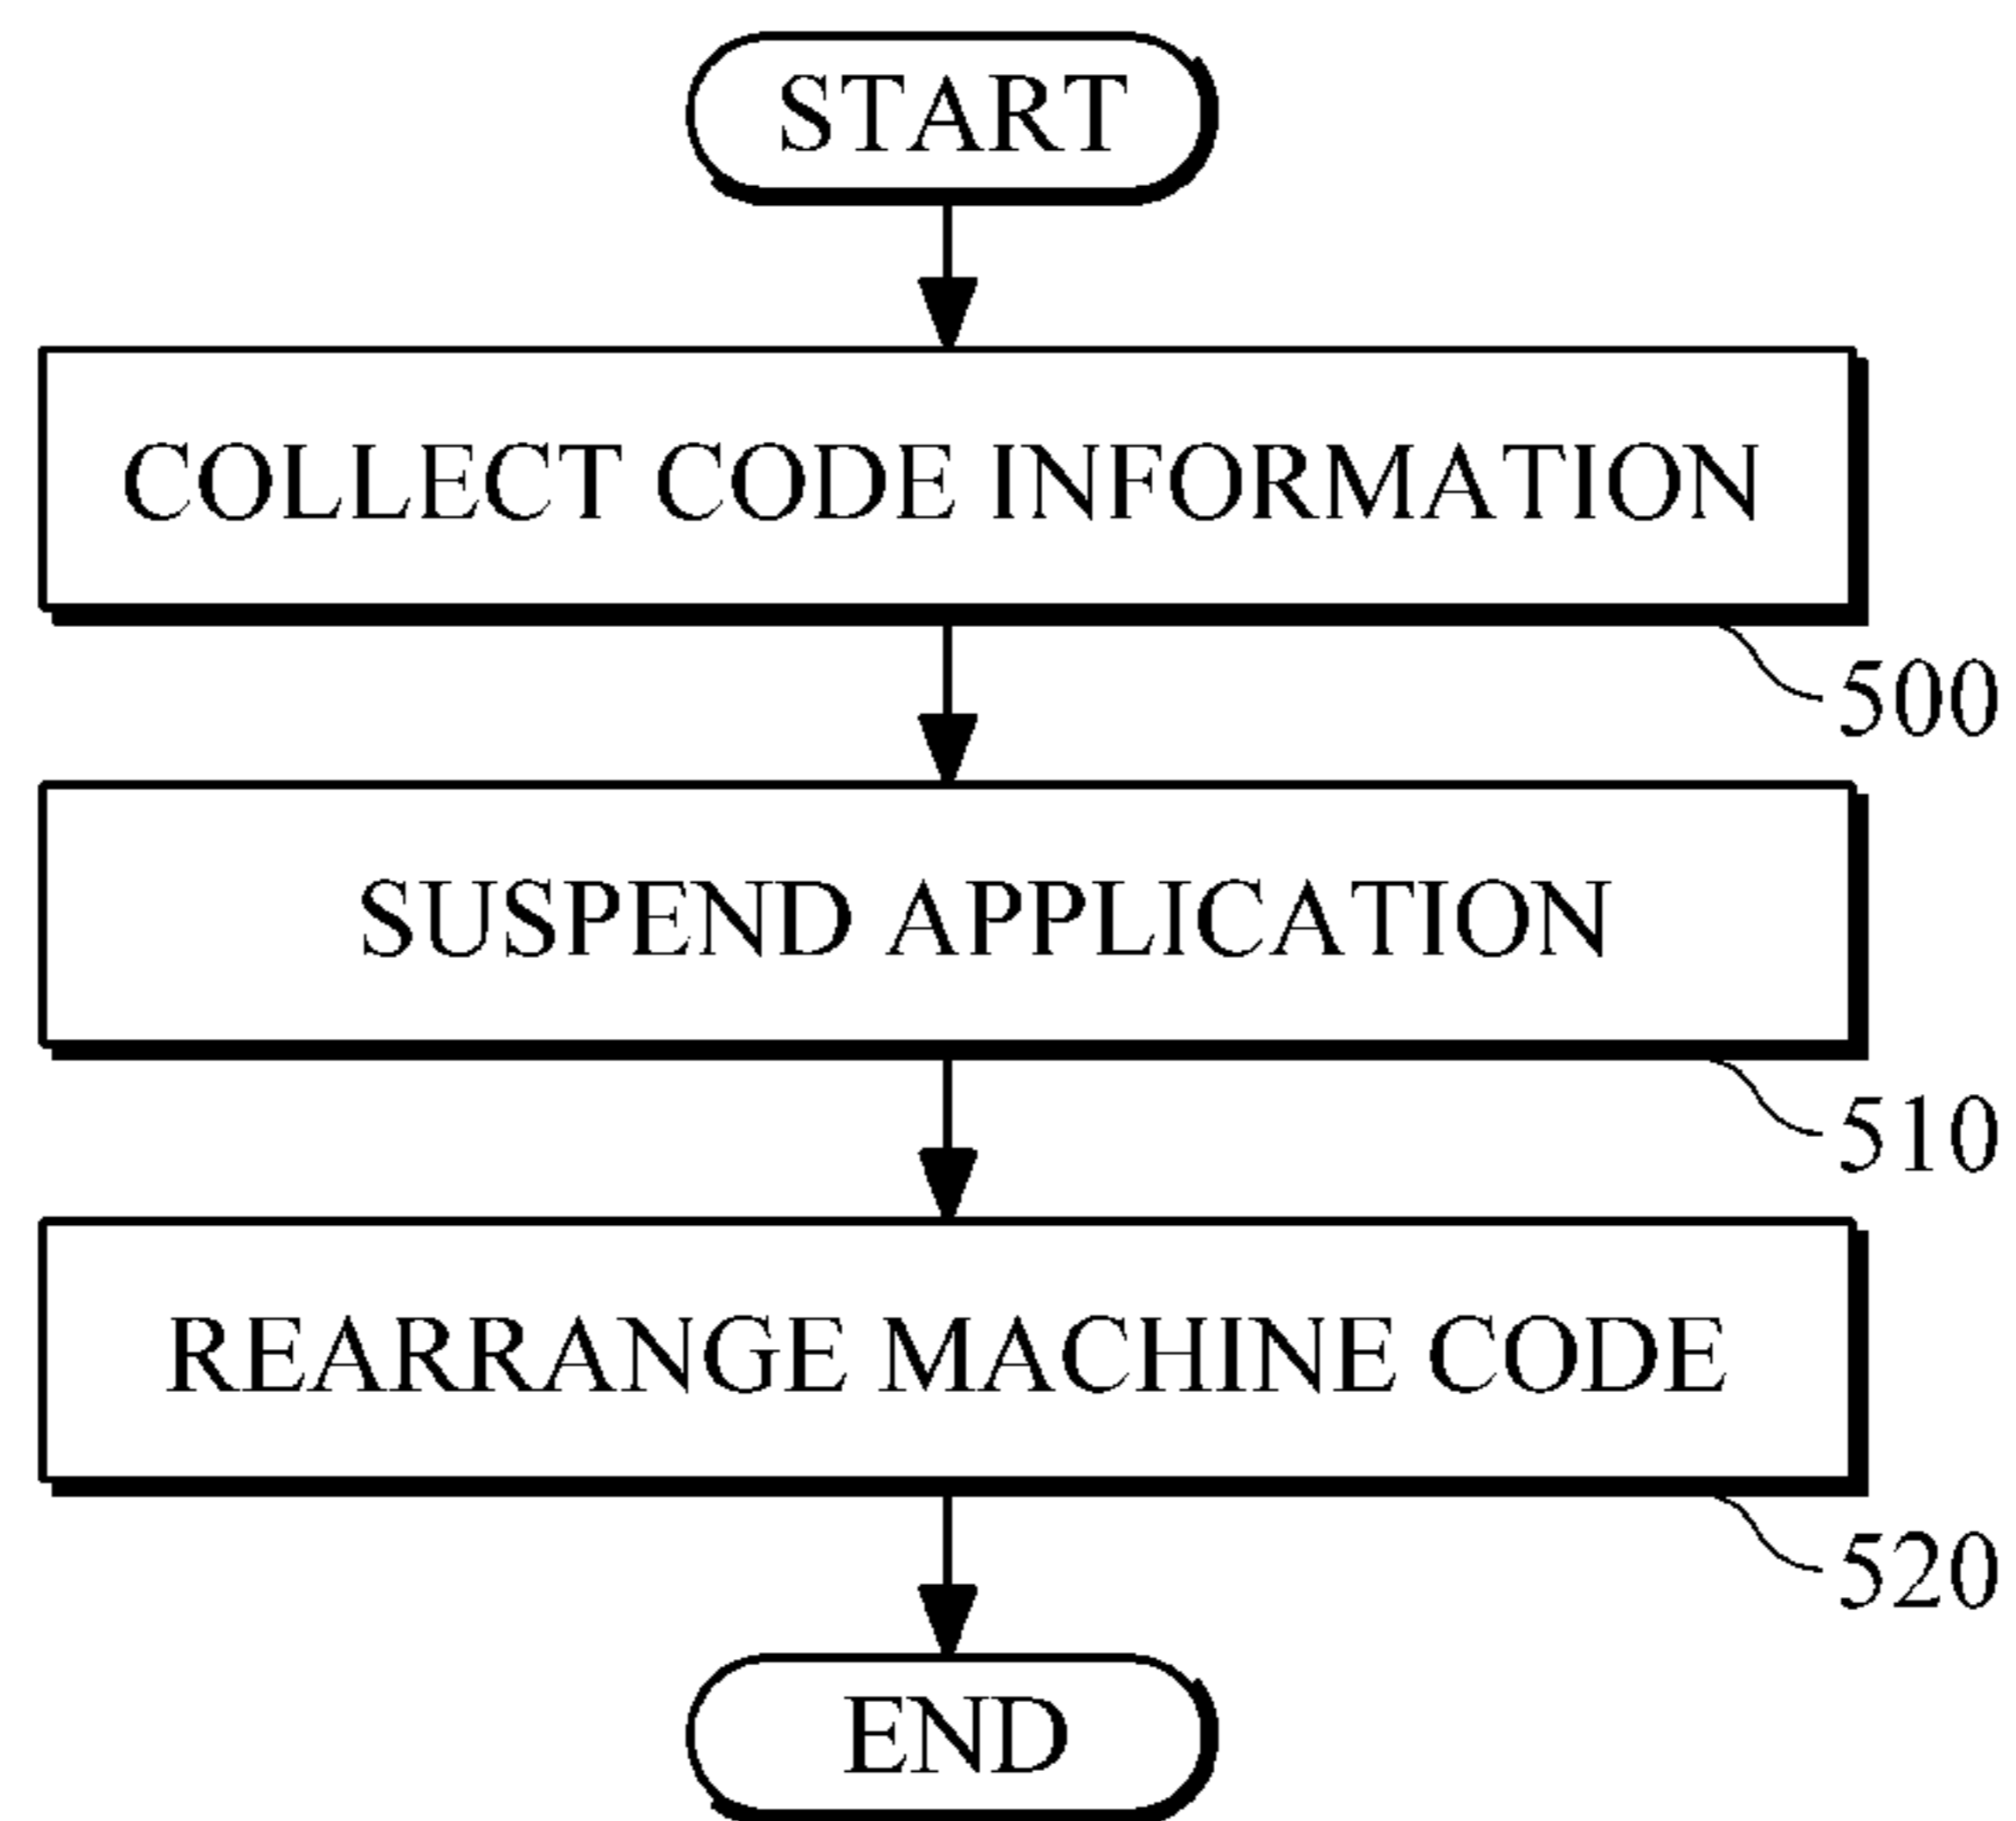 START
COLLECT CODE INFORMATION
500
SUSPEND APPLICATION
510
REARRANGE MACHINE CODE
520
END